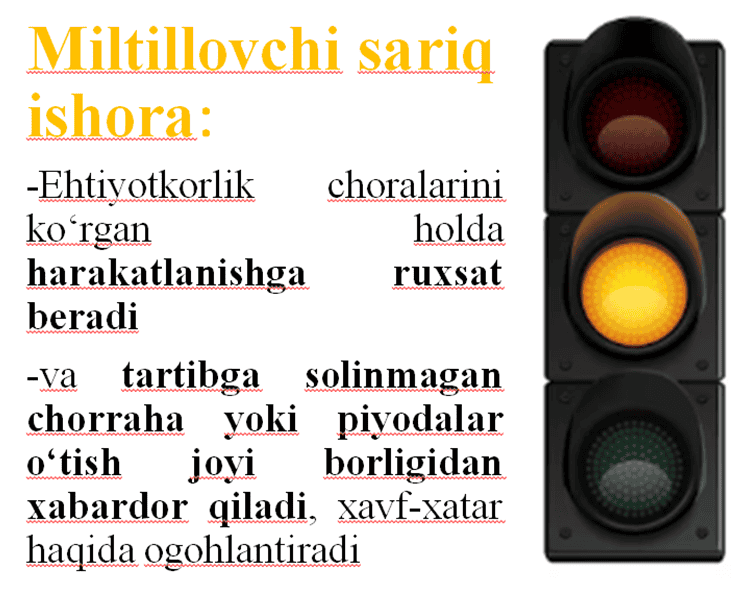 Miltillovchi sariq
ishora:
-Ehtiyotkorlik choralarini
ko‘rgan holda
harakatlanishga ruxsat
beradi
-va tartibga solinmagan
chorraha yoki piyodalar
o‘tish joyi borligidan
xabardor qiladi, xavf-xatar
haqida ogohlantiradi